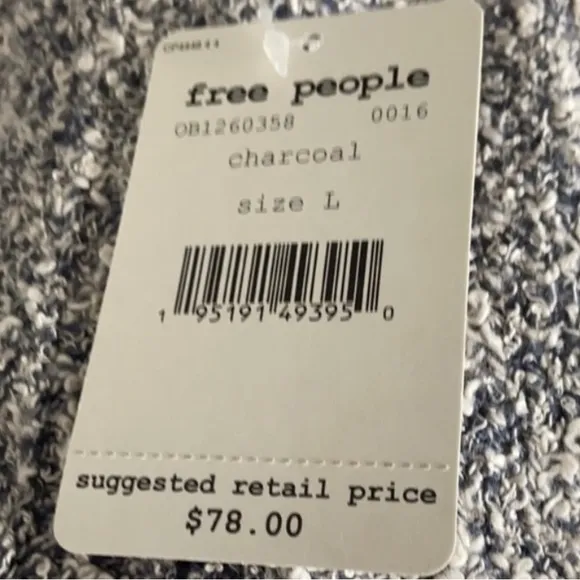 free people
OB1260358 0016
charcoal
size L
1 95191 49395 0
suggested retail price
$78.00